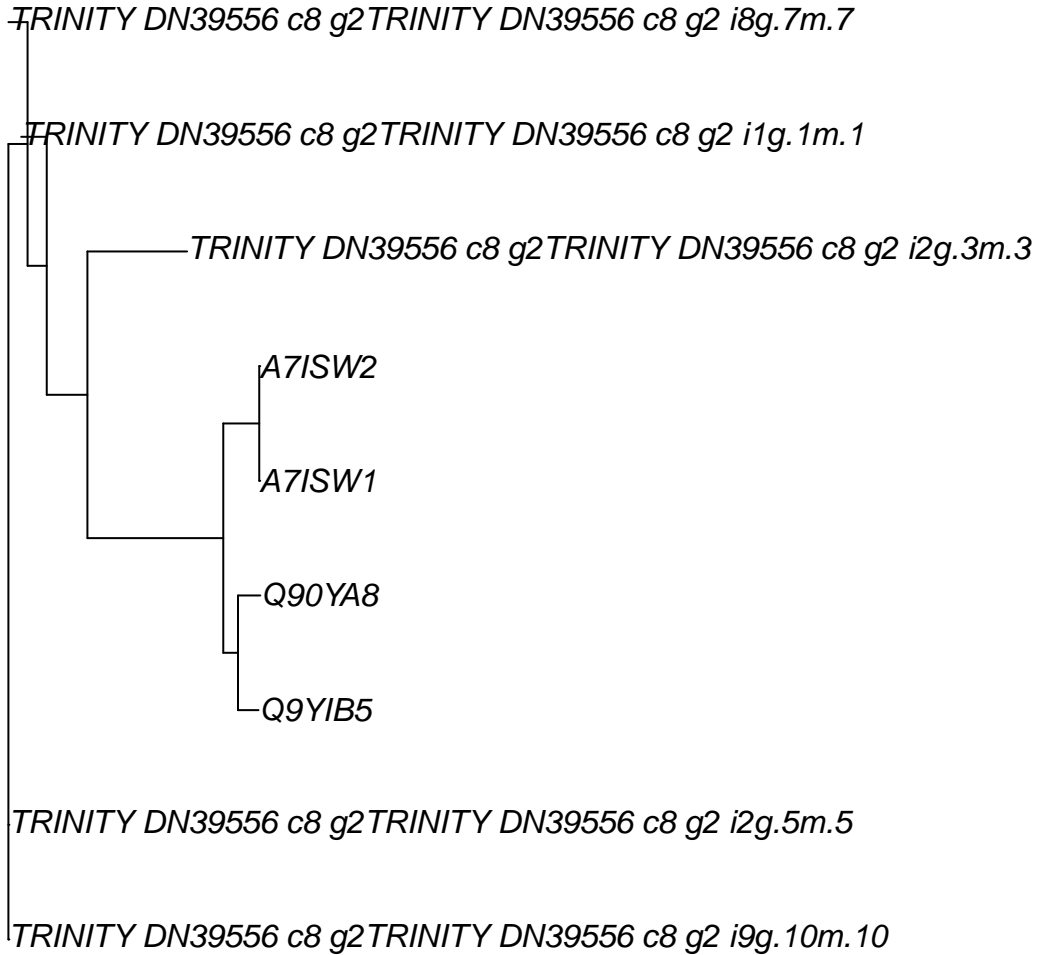 TRINITY DN39556 c8 g2TRINITY DN39556 c8 g2 i8g.7m.7
TRINITY DN39556 c8 g2TRINITY DN39556 c8 g2 i1g.1m.1
TRINITY DN39556 c8 g2TRINITY DN39556 c8 g2 i2g.3m.3
A7ISW2
A7ISW1
Q90YA8
Q9YIB5
TRINITY DN39556 c8 g2TRINITY DN39556 c8 g2 i2g.5m.5
TRINITY DN39556 c8 g2TRINITY DN39556 c8 g2 i9g.10m.10